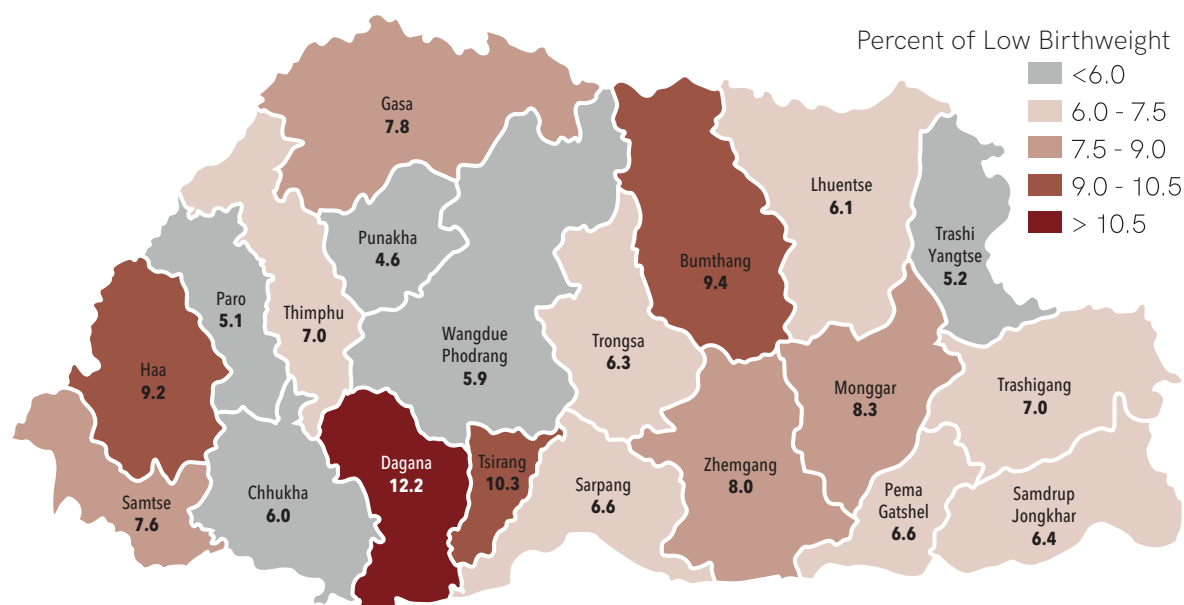 Percent of Low Birthweight
<6.0
6.0 - 7.5
7.5 - 9.0
9.0 - 10.5
> 10.5
Gasa
7.8
Punakha
4.6
Paro
5.1
Thimphu
7.0
Haa
9.2
Wangdue
Phodrang
5.9
Trongsa
6.3
Bumthang
9.4
Lhuentse
6.1
Trashi
Yangtse
5.2
Monggar
8.3
Trashigang
7.0
Samtse
7.6
Chhukha
6.0
Dagana
12.2
Tsirang
10.3
Sarpang
6.6
Zhemgang
8.0
Pema
Gatshel
6.6
Samdrup
Jongkhar
6.4